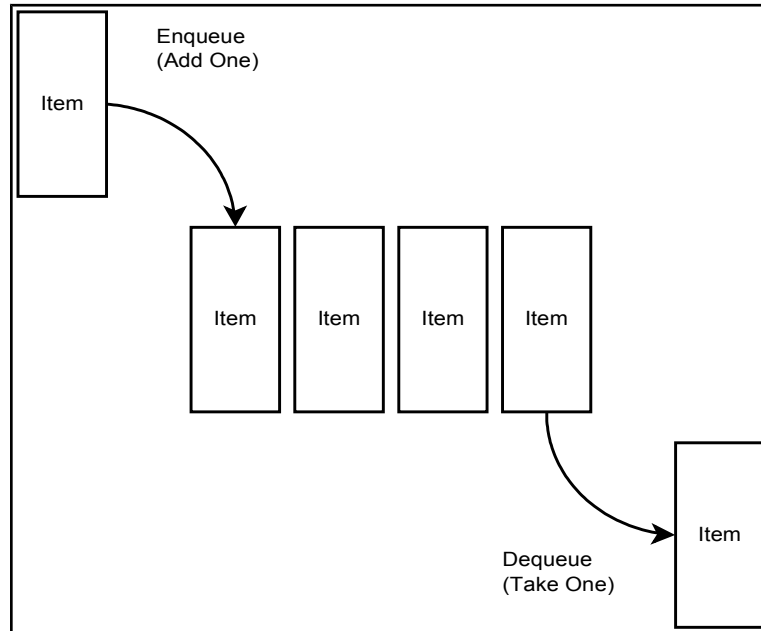 Enqueue
(Add One)
Item
Item
Item
Item
Item
Item
Dequeue
(Take One)